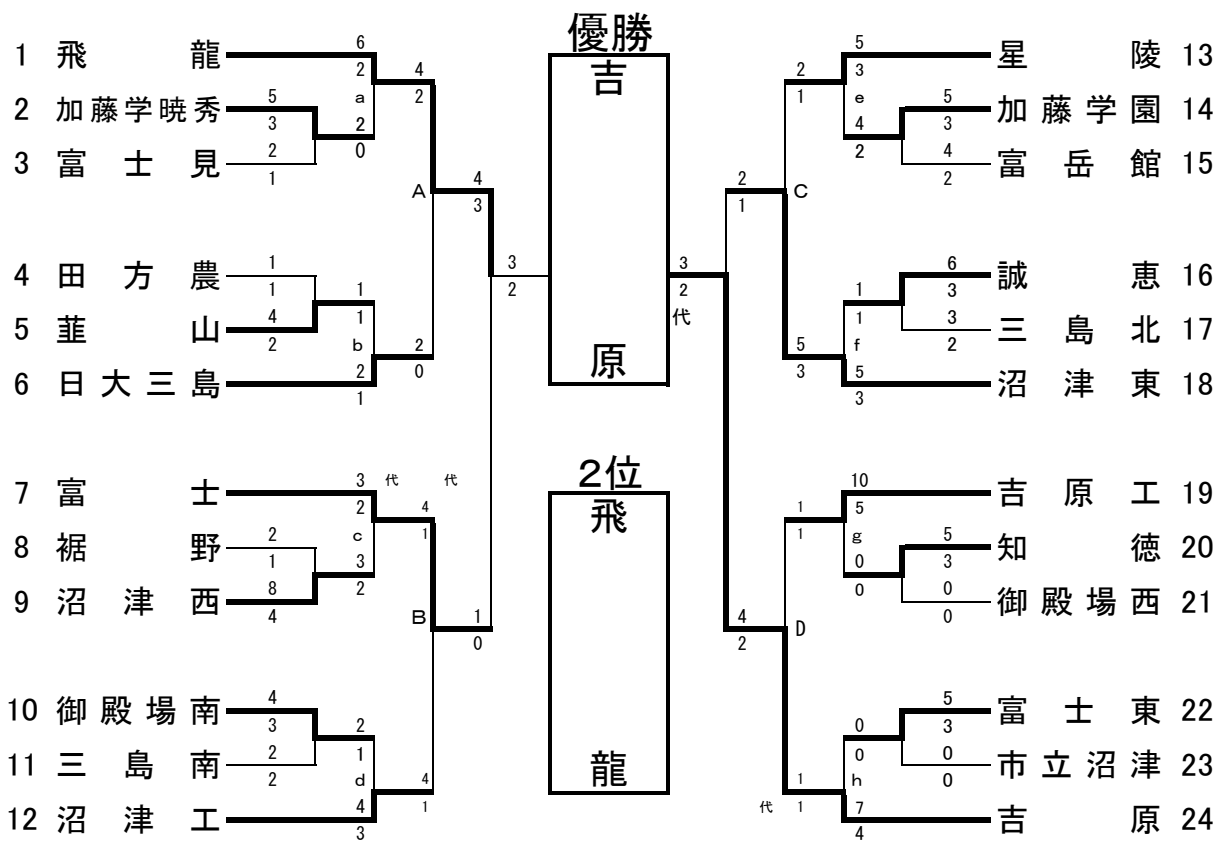 優勝
吉
原
2位
飛
龍
1 飛龍 6
2
4
2
a
2 加藤学暁秀 5
3
2
0
3 富士見 2
1
A
4
3
4 田方農 1
1
1
1
5 韮山 4
2
b
2
0
6 日大三島 2
1
3
2
7 富士 3 代 代
2
4
1
c
8 裾野 2
1
3
2
9 沼津西 8
4
B
1
0
10 御殿場南 4
3
2
1
11 三島南 2
2
d
4
1
12 沼津工 4
3
5 星陵 13
3
2
1
e
5 加藤学園 14
3
4
2
4 富岳館 15
2
C
2
1
3
2
代
6 誠恵 16
3
1
1
3 三島北 17
2
f
5
3
5 沼津東 18
3
10 吉原工 19
5
1
1
g
5 知徳 20
3
0
0
0 御殿場西 21
0
D
4
2
5 富士東 22
3
0
0
0 市立沼津 23
0
h
1
1
代
7 吉原 24
4